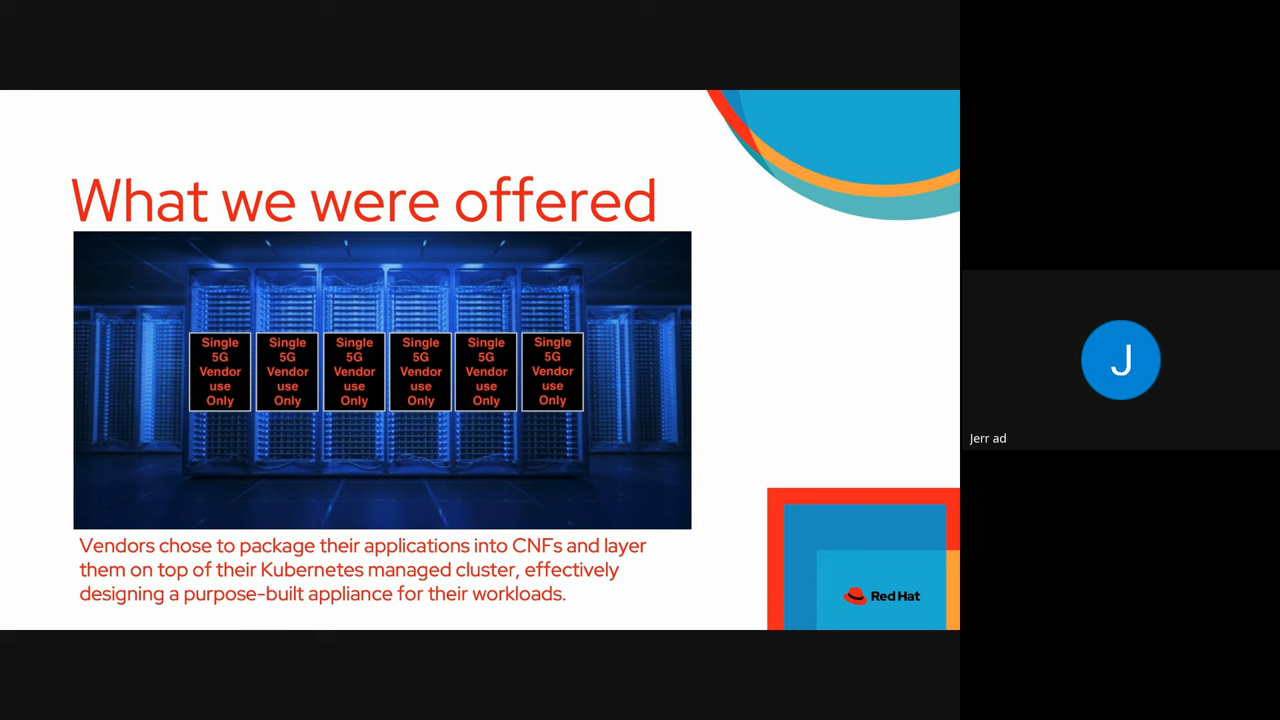 What we were offered
Single
5G
Vendor
use
Only
Single
5G
Vendor
use
Only
Single
5G
Vendor
use
Only
Single
5G
Vendor
use
Only
Single
5G
Vendor
use
Only
Single
5G
Vendor
use
Only
Vendors chose to package their applications into CNFs and layer
them on top of their Kubernetes managed cluster, effectively
designing a purpose-built appliance for their workloads.
Red Hat
J
Jerr ad